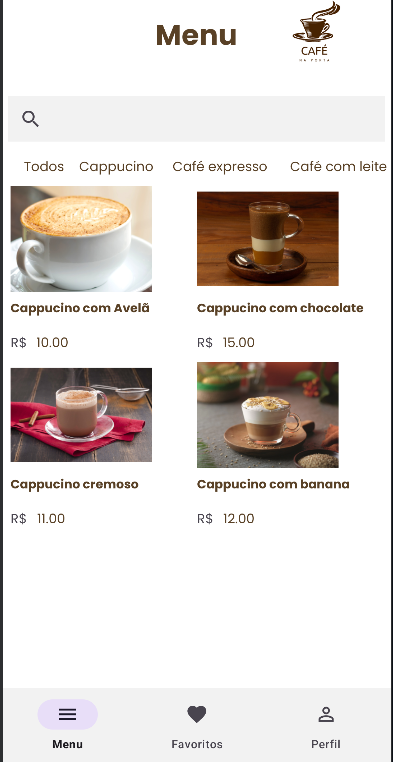 Menu
CAFÉ
NA POUSA
Todos Cappucino Café expresso Café com leite
Cappucino com Avelã Cappucino com chocolate
R$ 10.00 R$ 15.00
Cappucino cremoso Cappucino com banana
R$ 11.00 R$ 12.00
Menu Favoritos Perfil